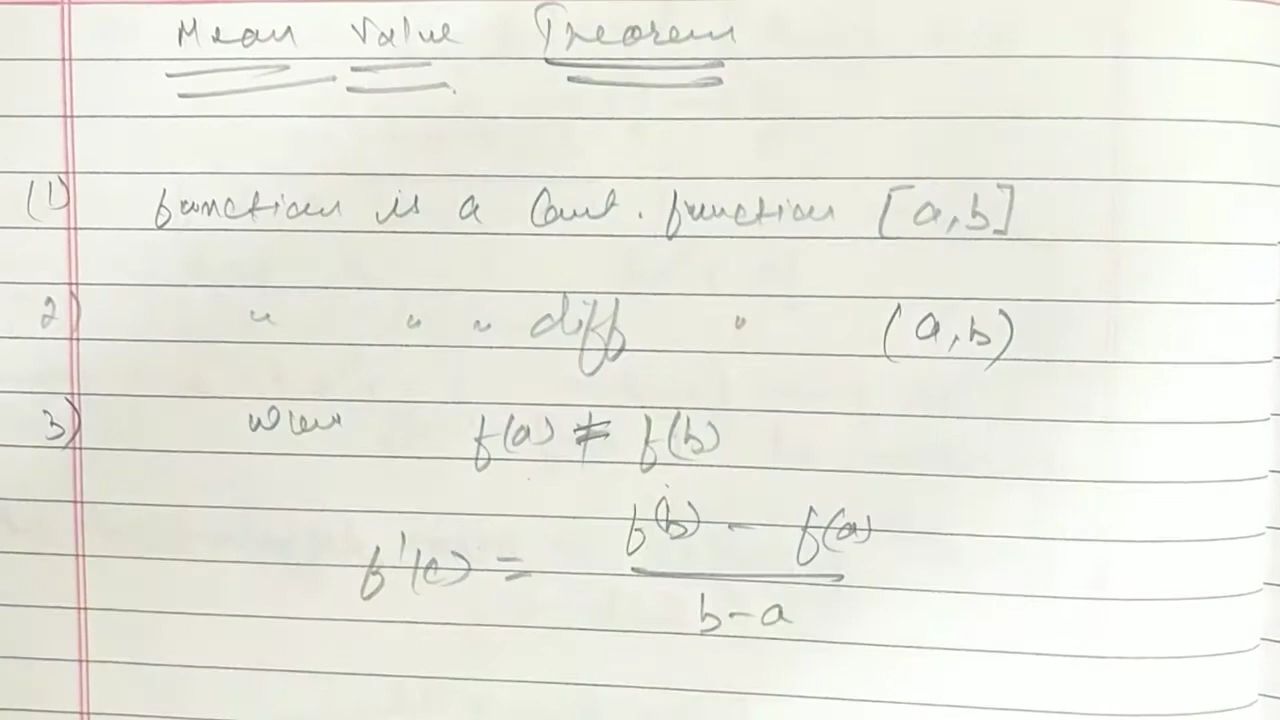 Mean Value Theorem
(1) function is a Cont. function [a,b]
2) " " " diff " (a,b)
3) when f(a) ≠ f(b)
f'(c) = f(b) - f(a)
b-a